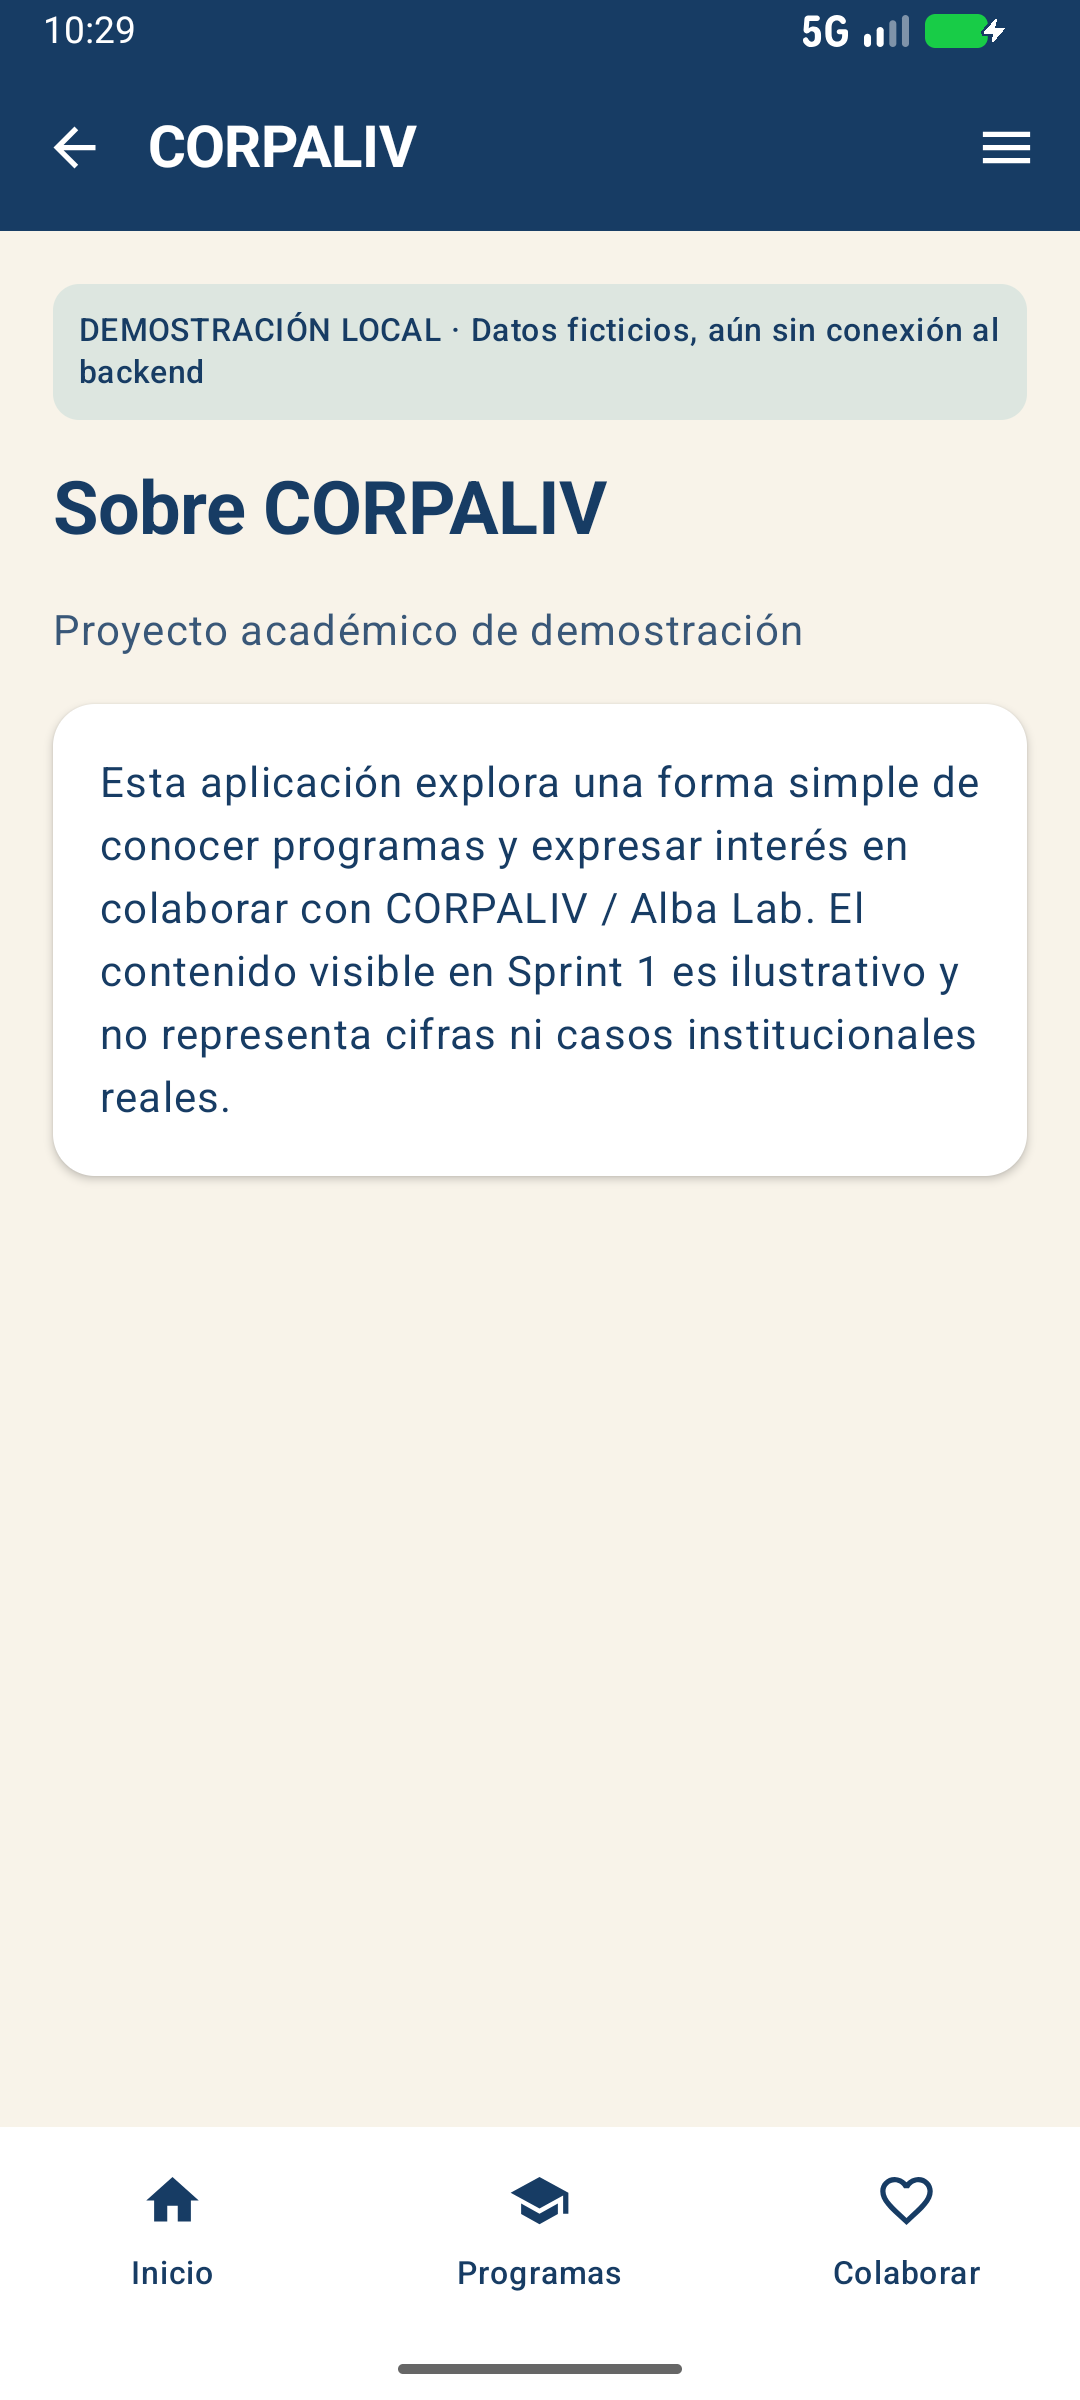 10:29
5G
CORPALIV
DEMOSTRACIÓN LOCAL · Datos ficticios, aún sin conexión al
backend
Sobre CORPALIV
Proyecto académico de demostración
Esta aplicación explora una forma simple de
conocer programas y expresar interés en
colaborar con CORPALIV / Alba Lab. El
contenido visible en Sprint 1 es ilustrativo y
no representa cifras ni casos institucionales
reales.
Inicio
Programas
Colaborar